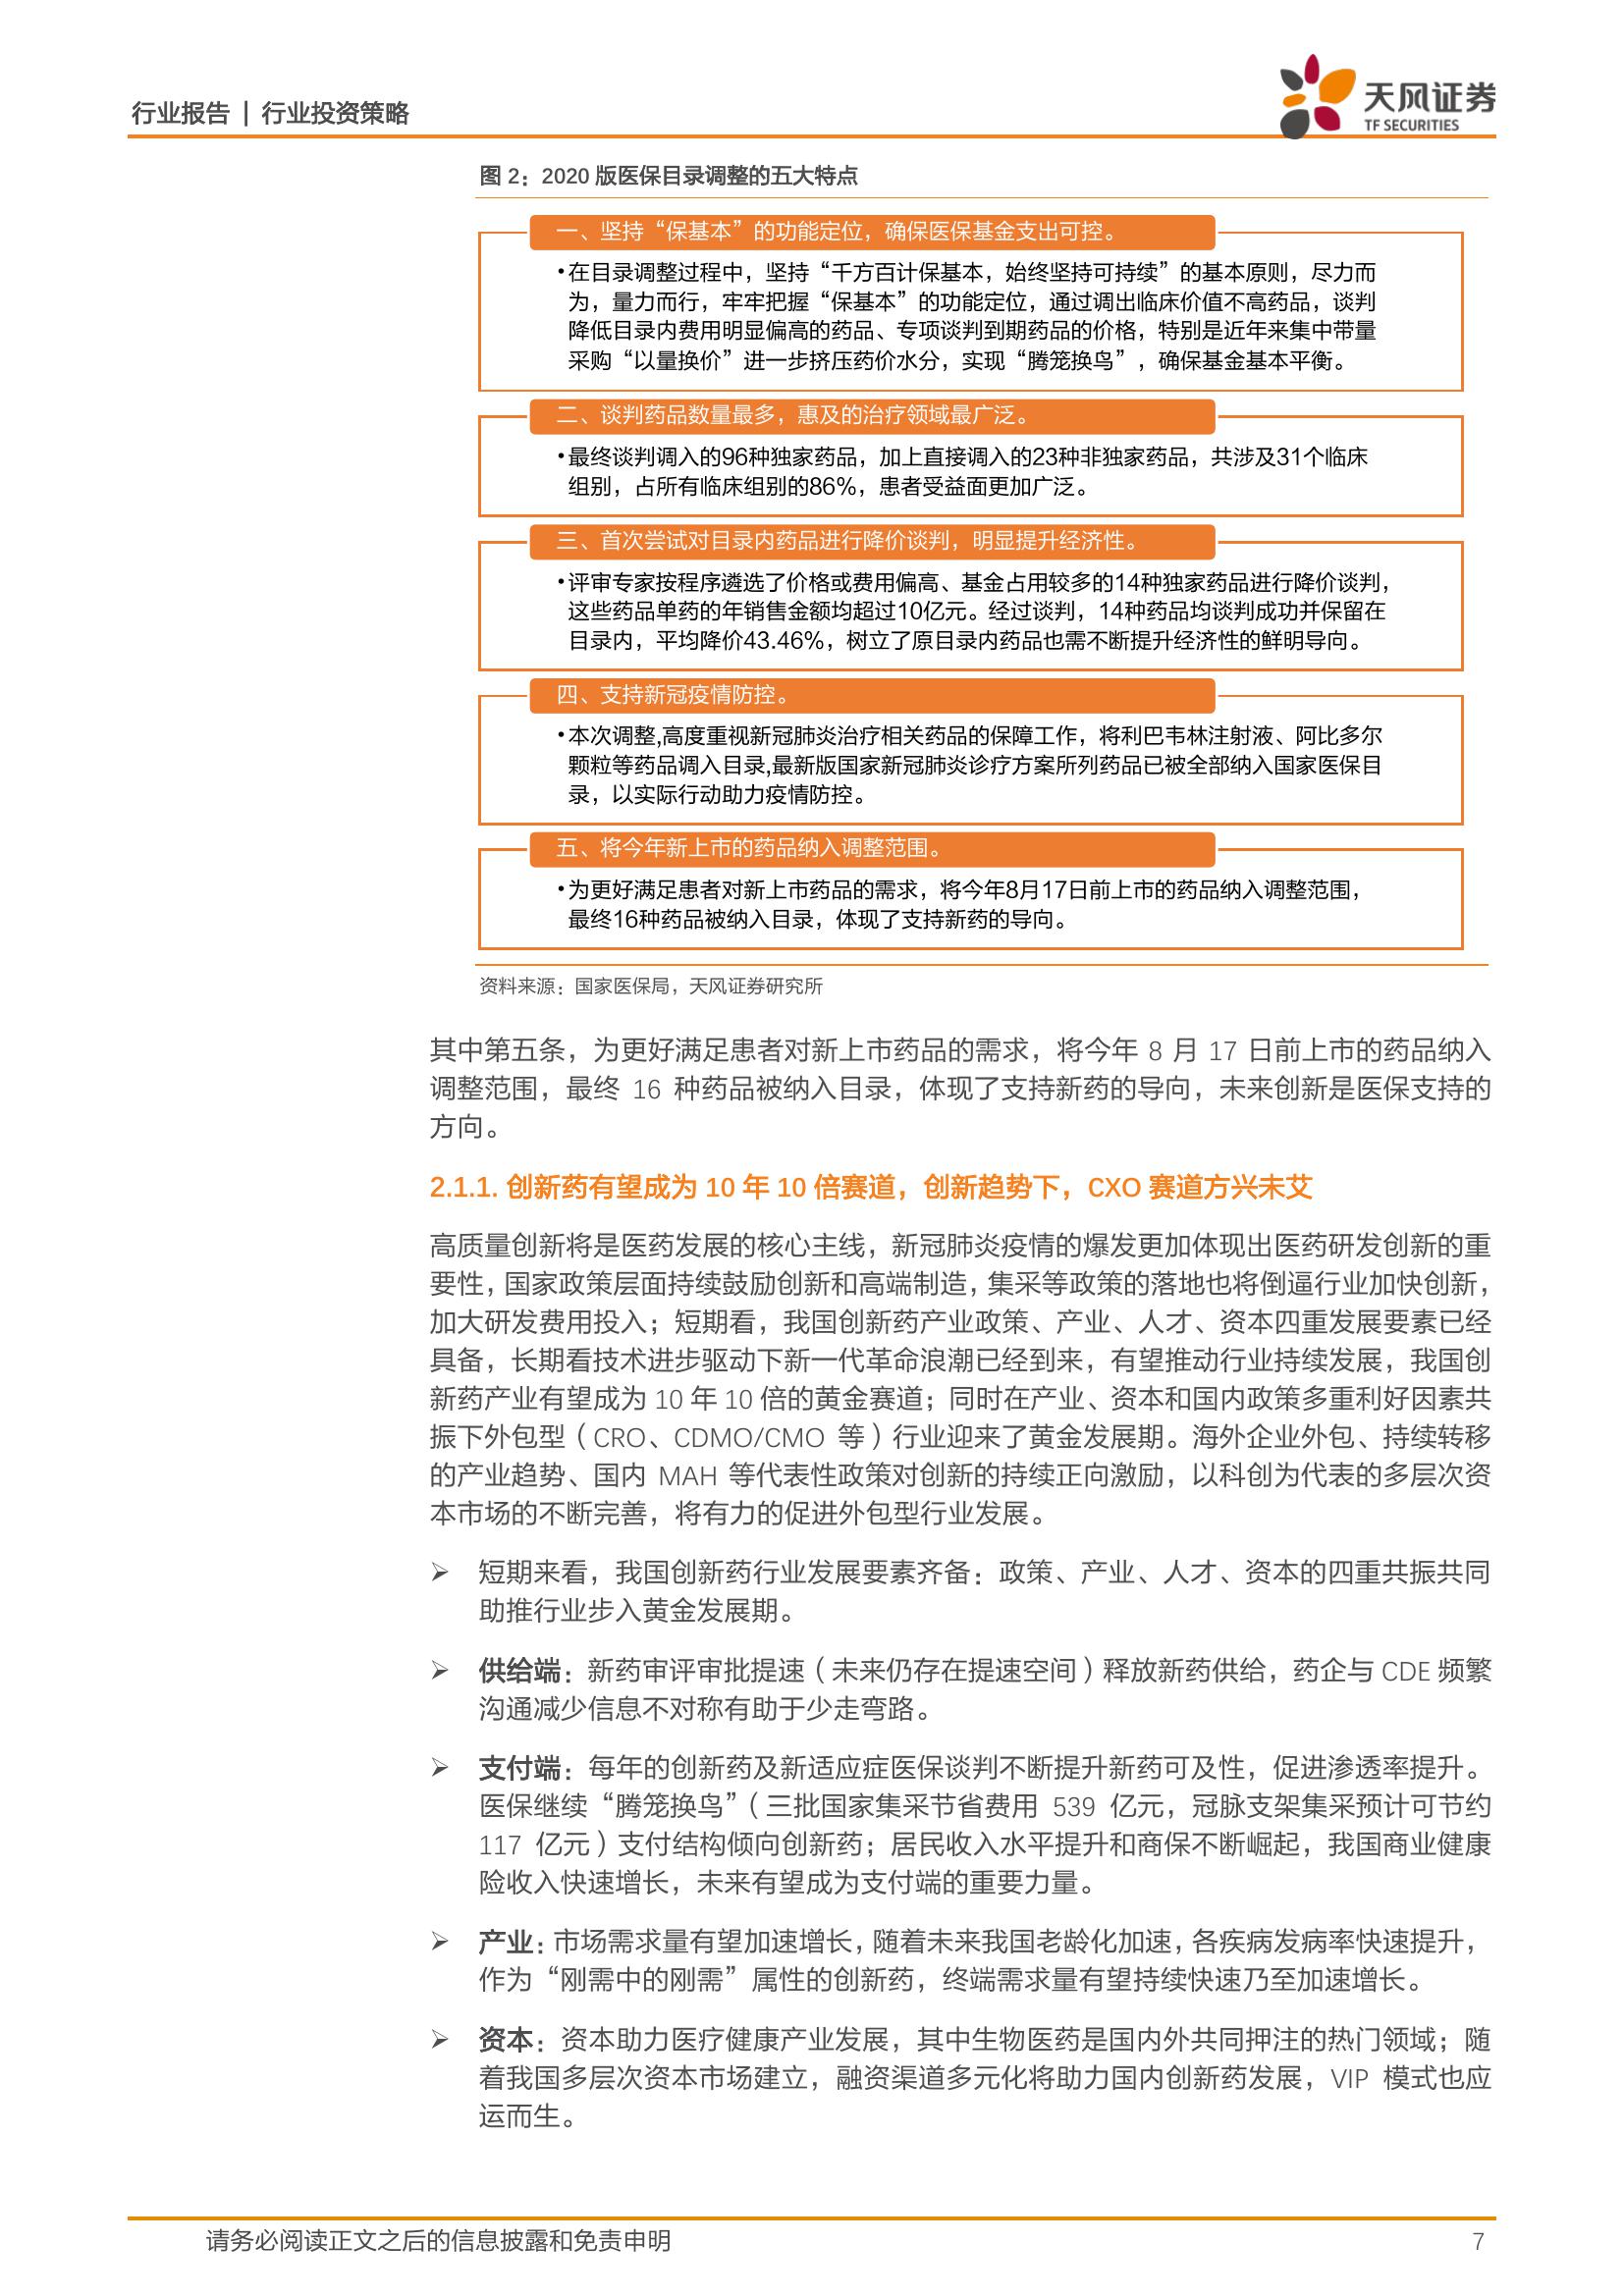 行业报告 | 行业投资策略
天风证券
TF SECURITIES
图 2：2020 版医保目录调整的五大特点
一、坚持“保基本”的功能定位，确保医保基金支出可控。
•在目录调整过程中，坚持“千方百计保基本，始终坚持可持续”的基本原则，尽力而
为，量力而行，牢牢把握“保基本”的功能定位，通过调出临床价值不高药品，谈判
降低目录内费用明显偏高的药品、专项谈判到期药品的价格，特别是近年来集中带量
采购“以量换价”进一步挤压药价水分，实现“腾笼换鸟”，确保基金基本平衡。
二、谈判药品数量最多，惠及的治疗领域最广泛。
•最终谈判调入的96种独家药品，加上直接调入的23种非独家药品，共涉及31个临床
组别，占所有临床组别的86%，患者受益面更加广泛。
三、首次尝试对目录内药品进行降价谈判，明显提升经济性。
•评审专家按程序遴选了价格或费用偏高、基金占用较多的14种独家药品进行降价谈判，
这些药品单药的年销售金额均超过10亿元。经过谈判，14种药品均谈判成功并保留在
目录内，平均降价43.46%，树立了原目录内药品也需不断提升经济性的鲜明导向。
四、支持新冠疫情防控。
•本次调整,高度重视新冠肺炎治疗相关药品的保障工作，将利巴韦林注射液、阿比多尔
颗粒等药品调入目录,最新版国家新冠肺炎诊疗方案所列药品已被全部纳入国家医保目
录，以实际行动助力疫情防控。
五、将今年新上市的药品纳入调整范围。
•为更好满足患者对新上市药品的需求，将今年8月17日前上市的药品纳入调整范围，
最终16种药品被纳入目录，体现了支持新药的导向。
资料来源：国家医保局，天风证券研究所
其中第五条，为更好满足患者对新上市药品的需求，将今年 8 月 17 日前上市的药品纳入
调整范围，最终 16 种药品被纳入目录，体现了支持新药的导向，未来创新是医保支持的
方向。
2.1.1. 创新药有望成为 10 年 10 倍赛道，创新趋势下，CXO 赛道方兴未艾
高质量创新将是医药发展的核心主线，新冠肺炎疫情的爆发更加体现出医药研发创新的重
要性，国家政策层面持续鼓励创新和高端制造，集采等政策的落地也将倒逼行业加快创新，
加大研发费用投入；短期看，我国创新药产业政策、产业、人才、资本四重发展要素已经
具备，长期看技术进步驱动下新一代革命浪潮已经到来，有望推动行业持续发展，我国创
新药产业有望成为 10 年 10 倍的黄金赛道；同时在产业、资本和国内政策多重利好因素共
振下外包型（CRO、CDMO/CMO 等）行业迎来了黄金发展期。海外企业外包、持续转移
的产业趋势、国内 MAH 等代表性政策对创新的持续正向激励，以科创为代表的多层次资
本市场的不断完善，将有力的促进外包型行业发展。
➢ 短期来看，我国创新药行业发展要素齐备：政策、产业、人才、资本的四重共振共同
助推行业步入黄金发展期。
➢ 供给端：新药审评审批提速（未来仍存在提速空间）释放新药供给，药企与 CDE 频繁
沟通减少信息不对称有助于少走弯路。
➢ 支付端：每年的创新药及新适应症医保谈判不断提升新药可及性，促进渗透率提升。
医保继续“腾笼换鸟”（三批国家集采节省费用 539 亿元，冠脉支架集采预计可节约
117 亿元）支付结构倾向创新药；居民收入水平提升和商保不断崛起，我国商业健康
险收入快速增长，未来有望成为支付端的重要力量。
➢ 产业：市场需求量有望加速增长，随着未来我国老龄化加速，各疾病发病率快速提升，
作为“刚需中的刚需”属性的创新药，终端需求量有望持续快速乃至加速增长。
➢ 资本：资本助力医疗健康产业发展，其中生物医药是国内外共同押注的热门领域；随
着我国多层次资本市场建立，融资渠道多元化将助力国内创新药发展，VIP 模式也应
运而生。
请务必阅读正文之后的信息披露和免责申明
7